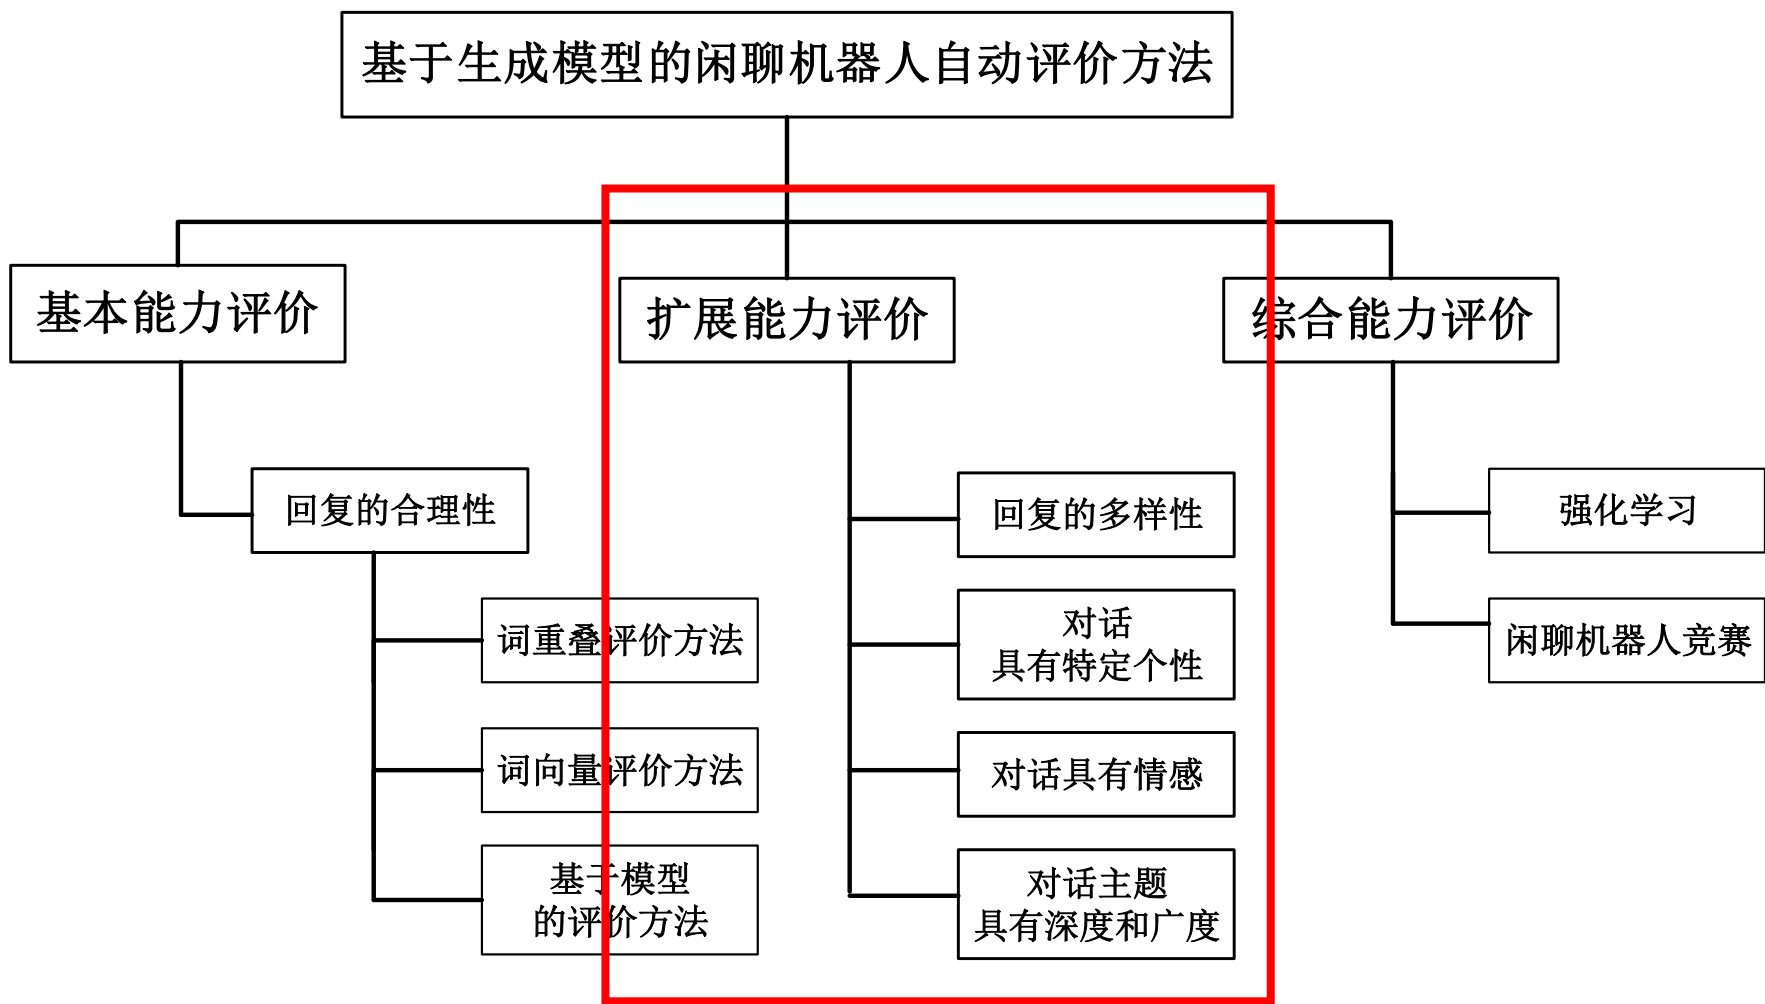 基于生成模型的闲聊机器人自动评价方法
基本能力评价
扩展能力评价
综合能力评价
回复的合理性
词重叠评价方法
词向量评价方法
基于模型
的评价方法
回复的多样性
对话
具有特定个性
对话具有情感
对话主题
具有深度和广度
强化学习
闲聊机器人竞赛